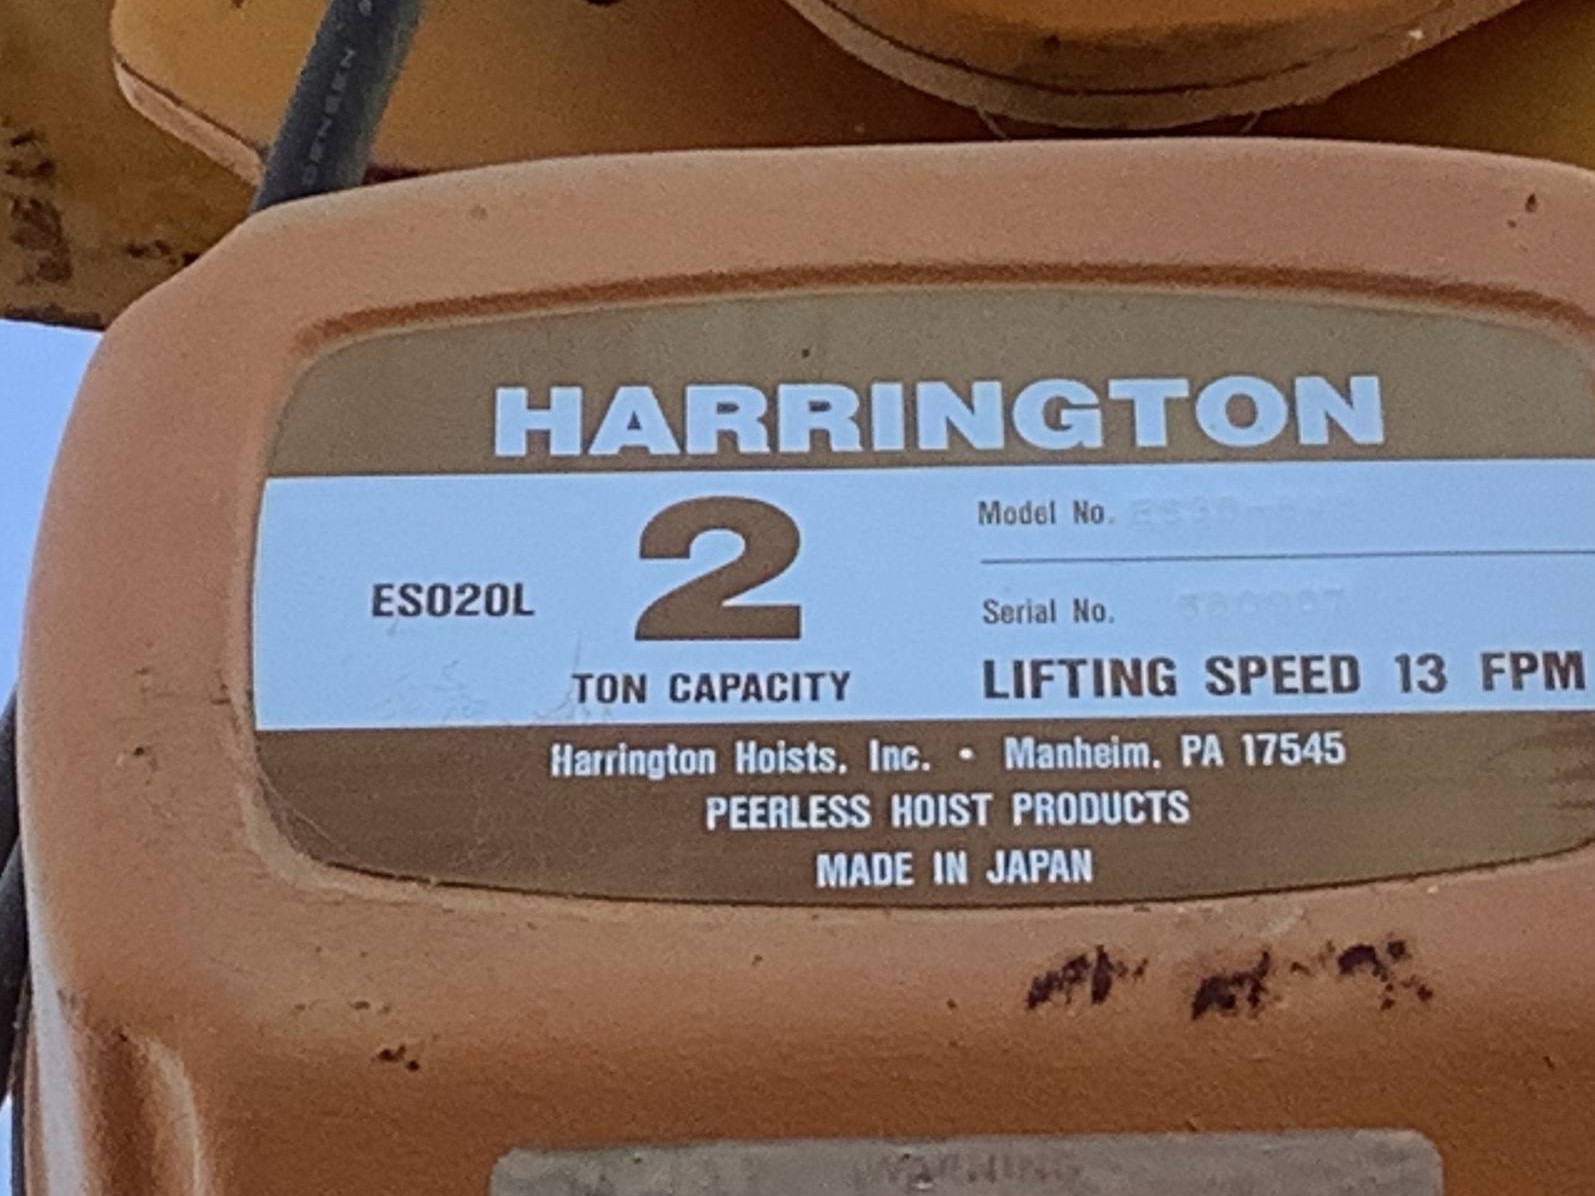 HARRINGTON
ES020L
2
TON CAPACITY
Model No.
Serial No.
LIFTING SPEED 13 FPM
Harrington Hoists, Inc. • Manheim, PA 17545
PEERLESS HOIST PRODUCTS
MADE IN JAPAN
WARNING